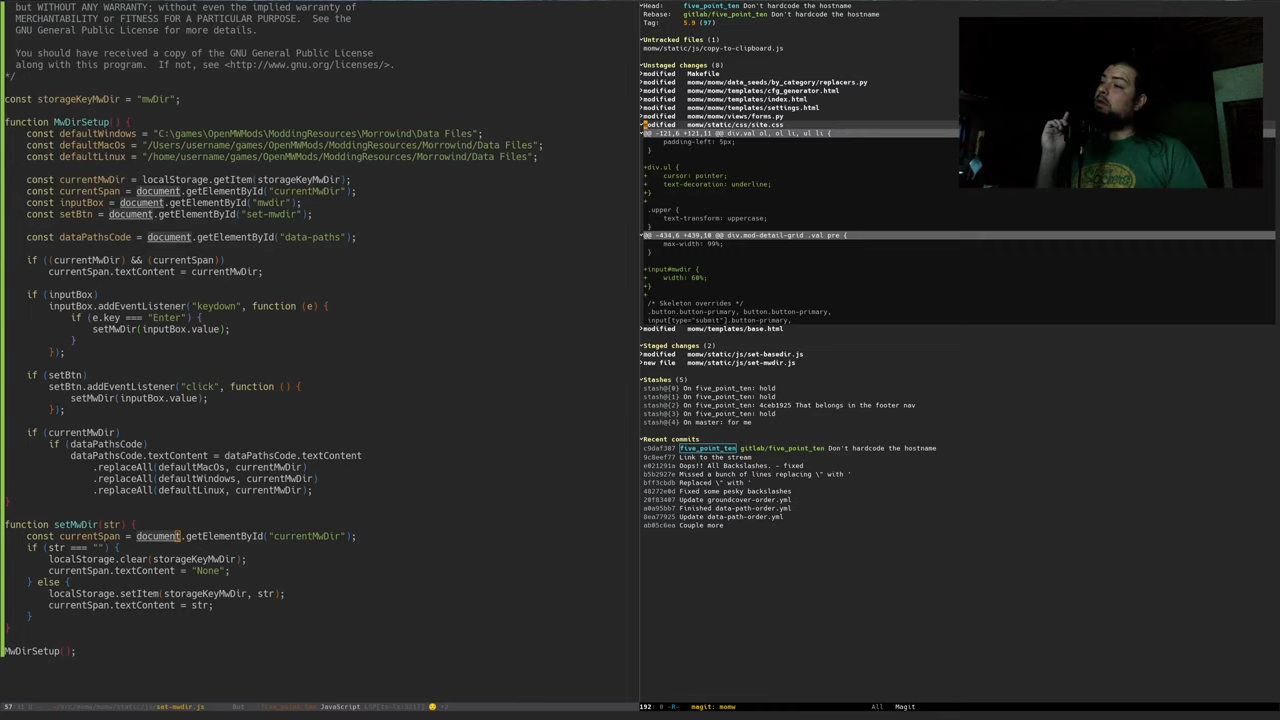 but WITHOUT ANY WARRANTY; without even the implied warranty of
MERCHANTABILITY or FITNESS FOR A PARTICULAR PURPOSE.  See the
GNU General Public License for more details.
You should have received a copy of the GNU General Public License
along with this program.  If not, see <http://www.gnu.org/licenses/>.
*/
const storageKeyMwDir = "mwDir";
function MwDirSetup() {
const defaultWindows = "C:\games\OpenMWMods\ModdingResources\Morrowind\Data Files";
const defaultMacOs = "/Users/username/games/OpenMWMods/ModdingResources/Morrowind/Data Files";
const defaultLinux = "/home/username/games/OpenMWMods/ModdingResources/Morrowind/Data Files";
const currentMwDir = localStorage.getItem(storageKeyMwDir);
const currentSpan = document.getElementById("currentMwDir");
const inputBox = document.getElementById("mwdir");
const setBtn = document.getElementById("set-mwdir");
const dataPathsCode = document.getElementById("data-paths");
if ((currentMwDir) && (currentSpan))
currentSpan.textContent = currentMwDir;
if (inputBox)
inputBox.addEventListener("keydown", function (e) {
if (e.key === "Enter") {
setMwDir(inputBox.value);
}
});
if (setBtn)
setBtn.addEventListener("click", function () {
setMwDir(inputBox.value);
});
if (currentMwDir)
if (dataPathsCode)
dataPathsCode.textContent = dataPathsCode.textContent
.replaceAll(defaultMacOs, currentMwDir)
.replaceAll(defaultWindows, currentMwDir)
.replaceAll(defaultLinux, currentMwDir);
}
function setMwDir(str) {
const currentSpan = document.getElementById("currentMwDir");
if (str === "") {
localStorage.clear(storageKeyMwDir);
currentSpan.textContent = "None";
} else {
localStorage.setItem(storageKeyMwDir, str);
currentSpan.textContent = str;
}
}
MwDirSetup();
set-mwdir.js Bot five_point_ten JavaScript
Head: five_point_ten Don't hardcode the hostname
Rebase: gitlab/five_point_ten Don't hardcode the hostname
Tag: 5.9 (97)
Untracked files (1)
momw/static/js/copy-to-clipboard.js
Unstaged changes (8)
modified Makefile
modified momw/momw/data_seeds/by_category/replacers.py
modified momw/momw/templates/cfg_generator.html
modified momw/momw/templates/index.html
modified momw/momw/templates/settings.html
modified momw/momw/views/forms.py
modified momw/static/css/site.css
@@ -121,6 +121,11 @@ div.val ol, ol li, ul li {
padding-left: 5px;
}
+div.ul {
+ cursor: pointer;
+ text-decoration: underline;
+}
+
.upper {
text-transform: uppercase;
}
@@ -434,6 +439,10 @@ div.mod-detail-grid .val pre {
max-width: 99%;
}
+input#mwdir {
+ width: 60%;
+}
+
/* Skeleton overrides */
.button.button-primary, button.button-primary,
input[type="submit"].button-primary,
modified momw/templates/base.html
Staged changes (2)
modified momw/static/js/set-basedir.js
new file momw/static/js/set-mwdir.js
Stashes (5)
stash@{0} On five_point_ten: hold
stash@{1} On five_point_ten: hold
stash@{2} On five_point_ten: 4ceb1925 That belongs in the footer nav
stash@{3} On five_point_ten: hold
stash@{4} On master: for me
Recent commits
c9daf387 five_point_ten gitlab/five_point_ten Don't hardcode the hostname
9c8eef77 Link to the stream
e021291a Oops!! All Backslashes. - fixed
b5b2927e Missed a bunch of lines replacing \" with '
bff3cbdb Replaced \" with '
48272e0d Fixed some pesky backslashes
20f83407 Update groundcover-order.yml
a0a95bb7 Finished data-path-order.yml
8ea77925 Update data-path-order.yml
ab05c6ea Couple more
192: 0 -R- magit: momw All Magit